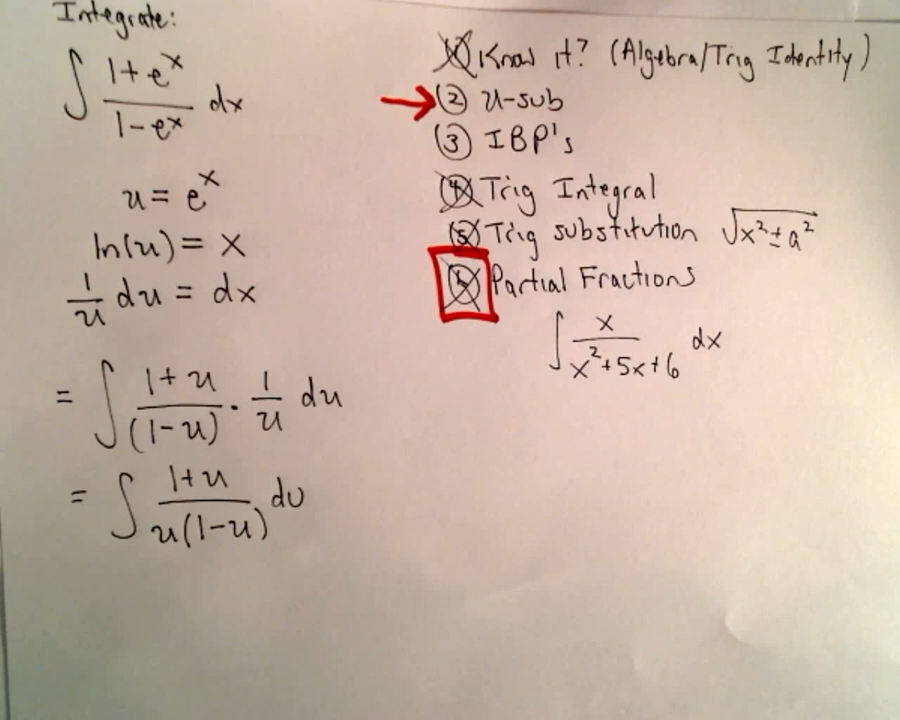 Integrate:
∫ (1+e^x)/(1-e^x) dx
u = e^x
ln(u) = x
1/u du = dx
= ∫ (1+u)/(1-u) · 1/u du
= ∫ (1+u)/(u(1-u)) du
Know it? (Algebra/Trig Identity)
→ ② u-sub
③ IBP's
④ Trig Integral
⑤ Trig substitution √(x²±a²)
Partial Fractions
∫ x/(x²+5x+6) dx